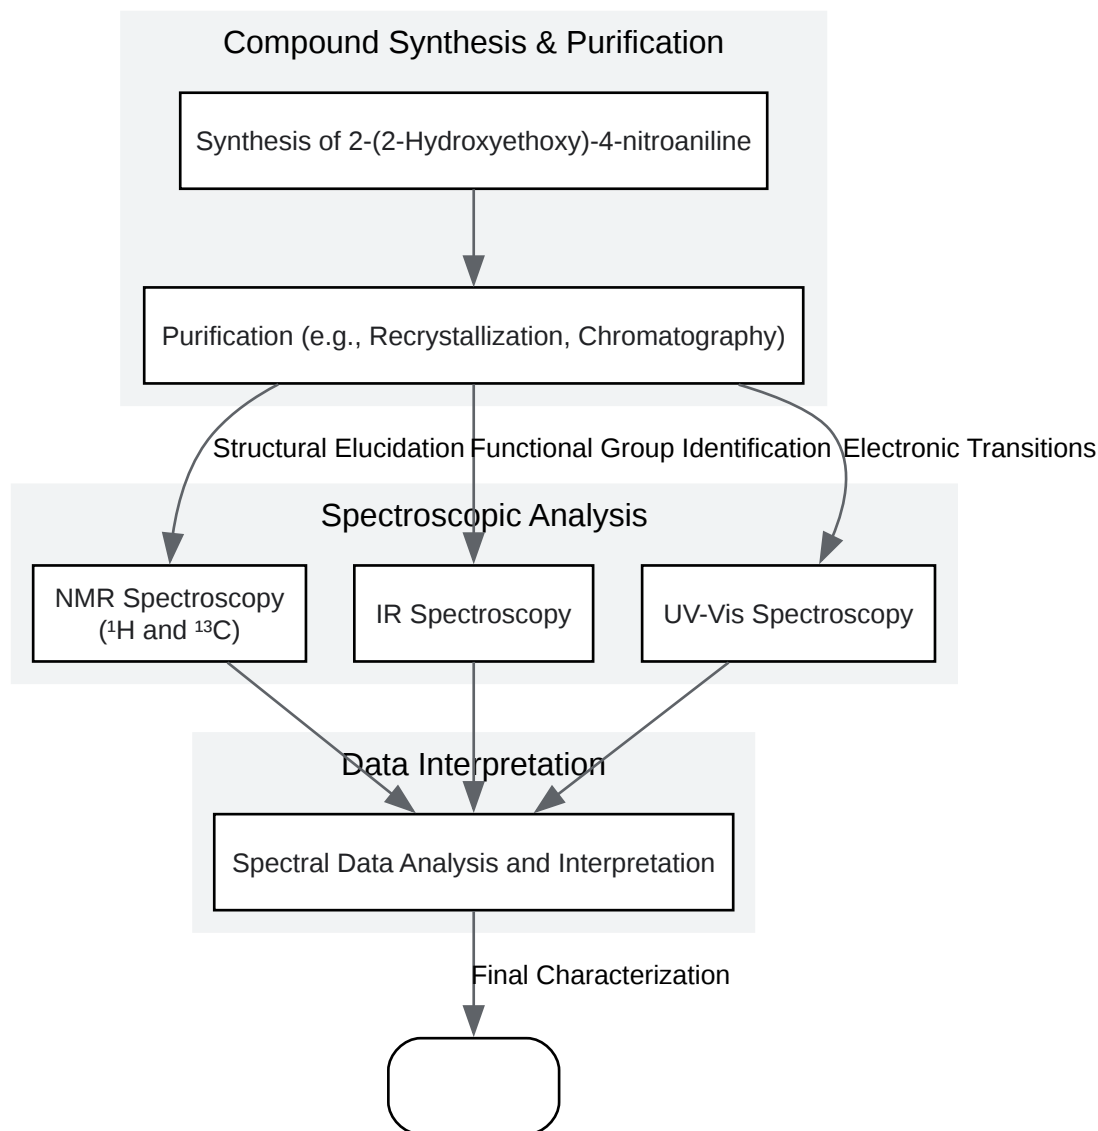 Compound Synthesis & Purification
Synthesis of 2-(2-Hydroxyethoxy)-4-nitroaniline
Purification (e.g., Recrystallization, Chromatography)
Structural Elucidation
Functional Group Identification
Electronic Transitions
Spectroscopic Analysis
NMR Spectroscopy
(¹H and ¹³C)
IR Spectroscopy
UV-Vis Spectroscopy
Data Interpretation
Spectral Data Analysis and Interpretation
Final Characterization